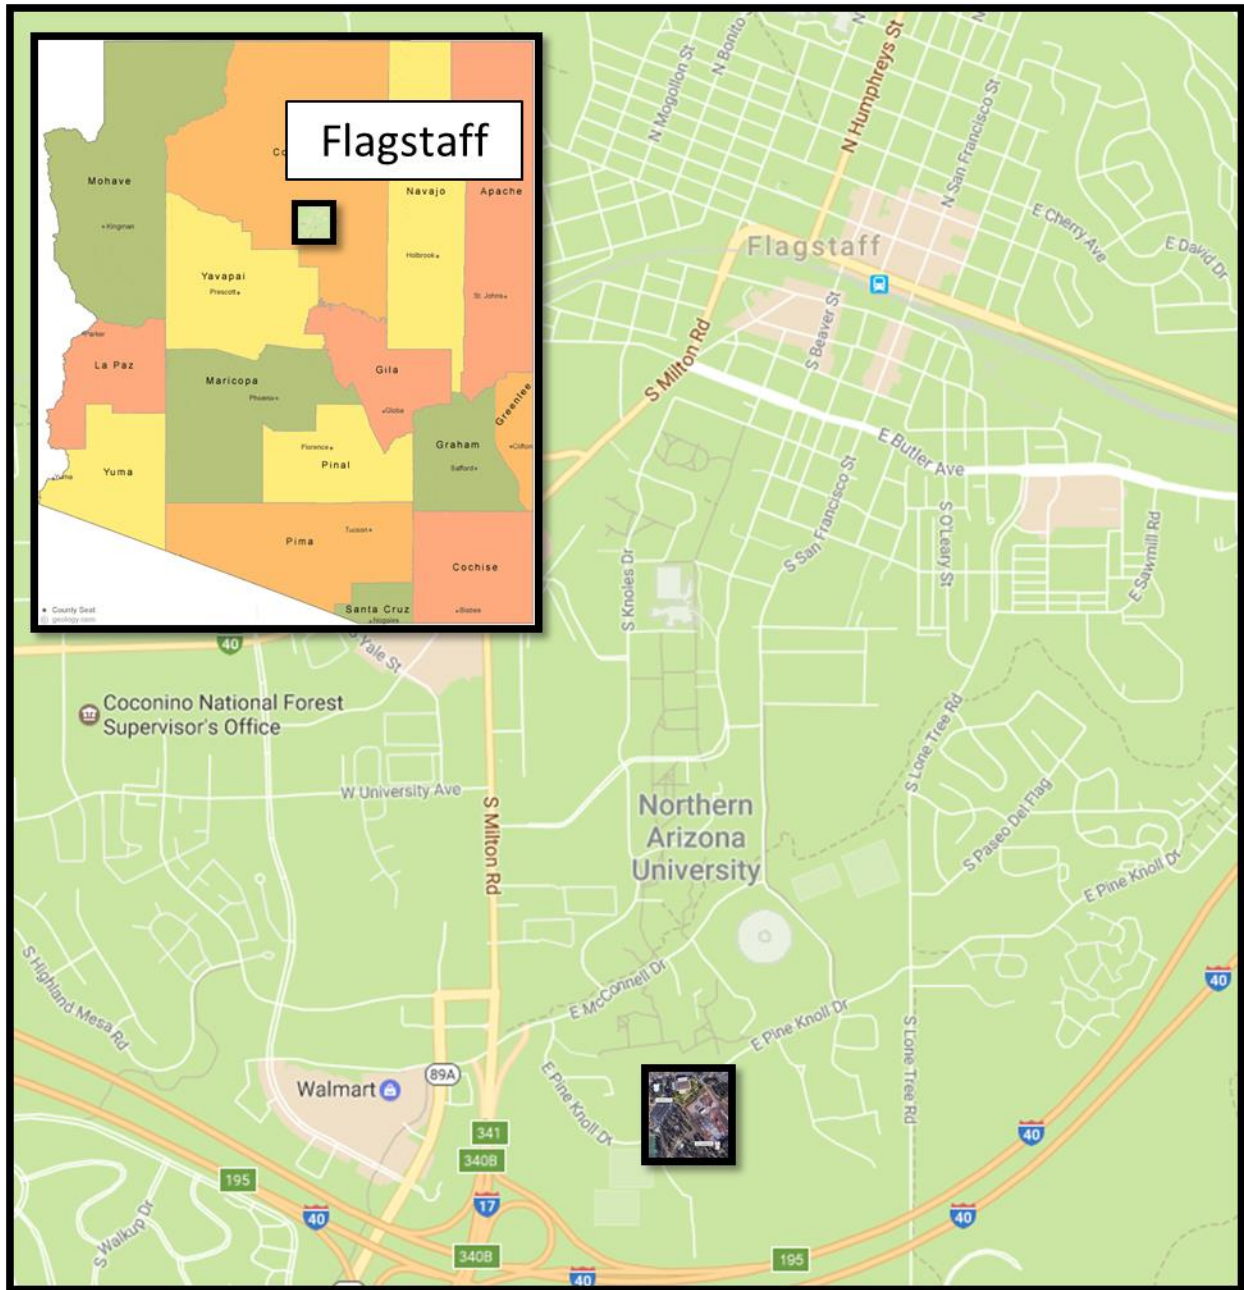 Flagstaff
Co
Mohave
Kingman
Navajo
Apache
Holbrook
St. Johns
Yavapai
Prescott
Parker
La Paz
Maricopa
Phoenix
Gila
Globe
Greenlee
Clifton
Graham
Safford
Yuma
Yuma
Florence
Pinal
Pima
Tucson
Cochise
Bisbee
Santa Cruz
Nogales
County Seat
© geology.com
N Mogollon St
N Bonito
N Humphreys St
N San Francisco St
E Cherry Ave
E David Dr
Flagstaff
S Beaver St
S Milton Rd
E Butler Ave
S San Francisco St
S O'Leary St
E Sawmill Rd
S Knoles Dr
S Yale St
40
Coconino National Forest
Supervisor's Office
W University Ave
S Milton Rd
Northern
Arizona
University
S Lone Tree Rd
S Paseo Del Flag
E Pine Knoll Dr
S Highland Mesa Rd
E McConnell Dr
E Pine Knoll Dr
S Lone Tree Rd
40
Walmart
89A
E Pine Knoll Dr
341
340B
195
17
40
40
40
S Walkup Dr
340B
195
40